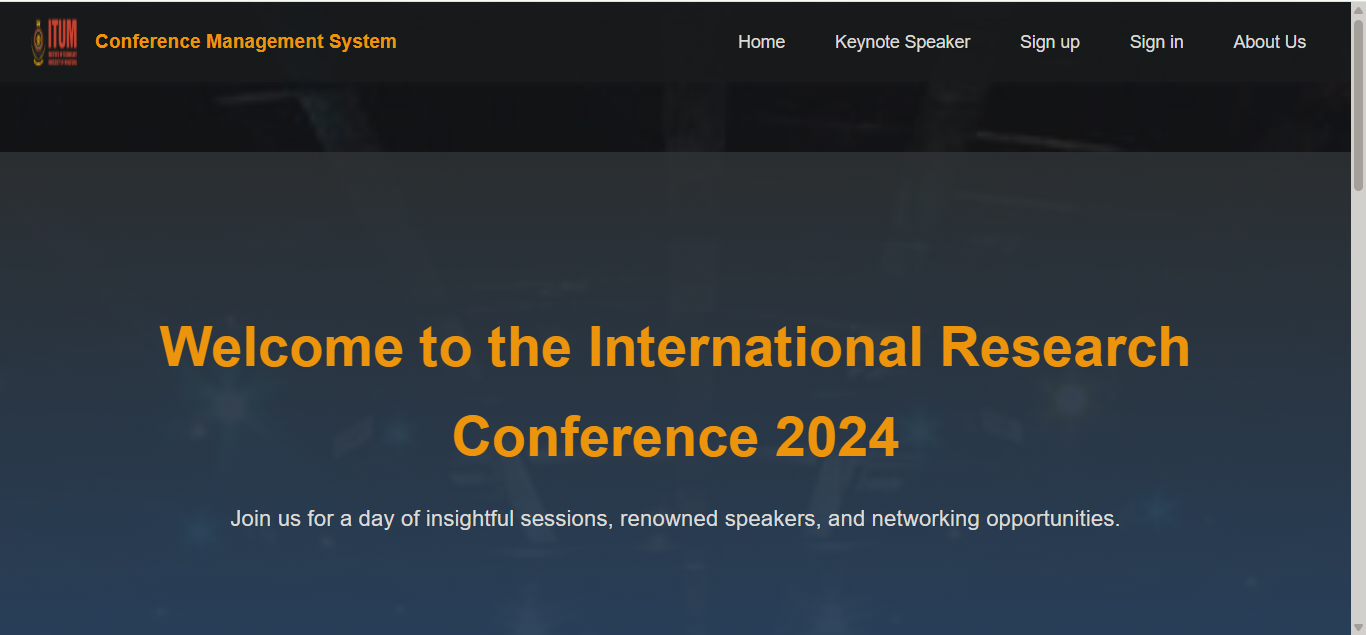 ITUM
Conference Management System
Home
Keynote Speaker
Sign up
Sign in
About Us
Welcome to the International Research
Conference 2024
Join us for a day of insightful sessions, renowned speakers, and networking opportunities.